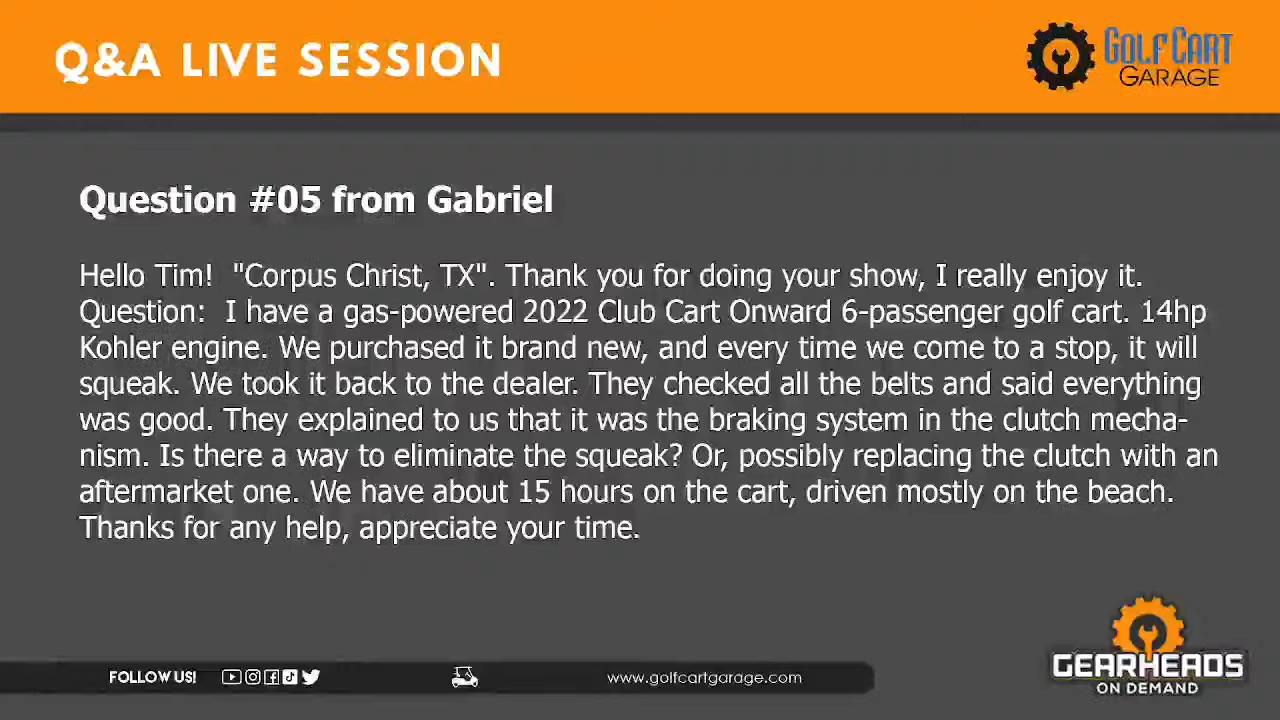 Q&A LIVE SESSION
GOLF CART
GARAGE
Question #05 from Gabriel
Hello Tim!  "Corpus Christ, TX". Thank you for doing your show, I really enjoy it.
Question:  I have a gas-powered 2022 Club Cart Onward 6-passenger golf cart. 14hp
Kohler engine. We purchased it brand new, and every time we come to a stop, it will
squeak. We took it back to the dealer. They checked all the belts and said everything
was good. They explained to us that it was the braking system in the clutch mecha-
nism. Is there a way to eliminate the squeak? Or, possibly replacing the clutch with an
aftermarket one. We have about 15 hours on the cart, driven mostly on the beach.
Thanks for any help, appreciate your time.
FOLLOW US!
www.golfcartgarage.com
GEARHEADS
ON DEMAND